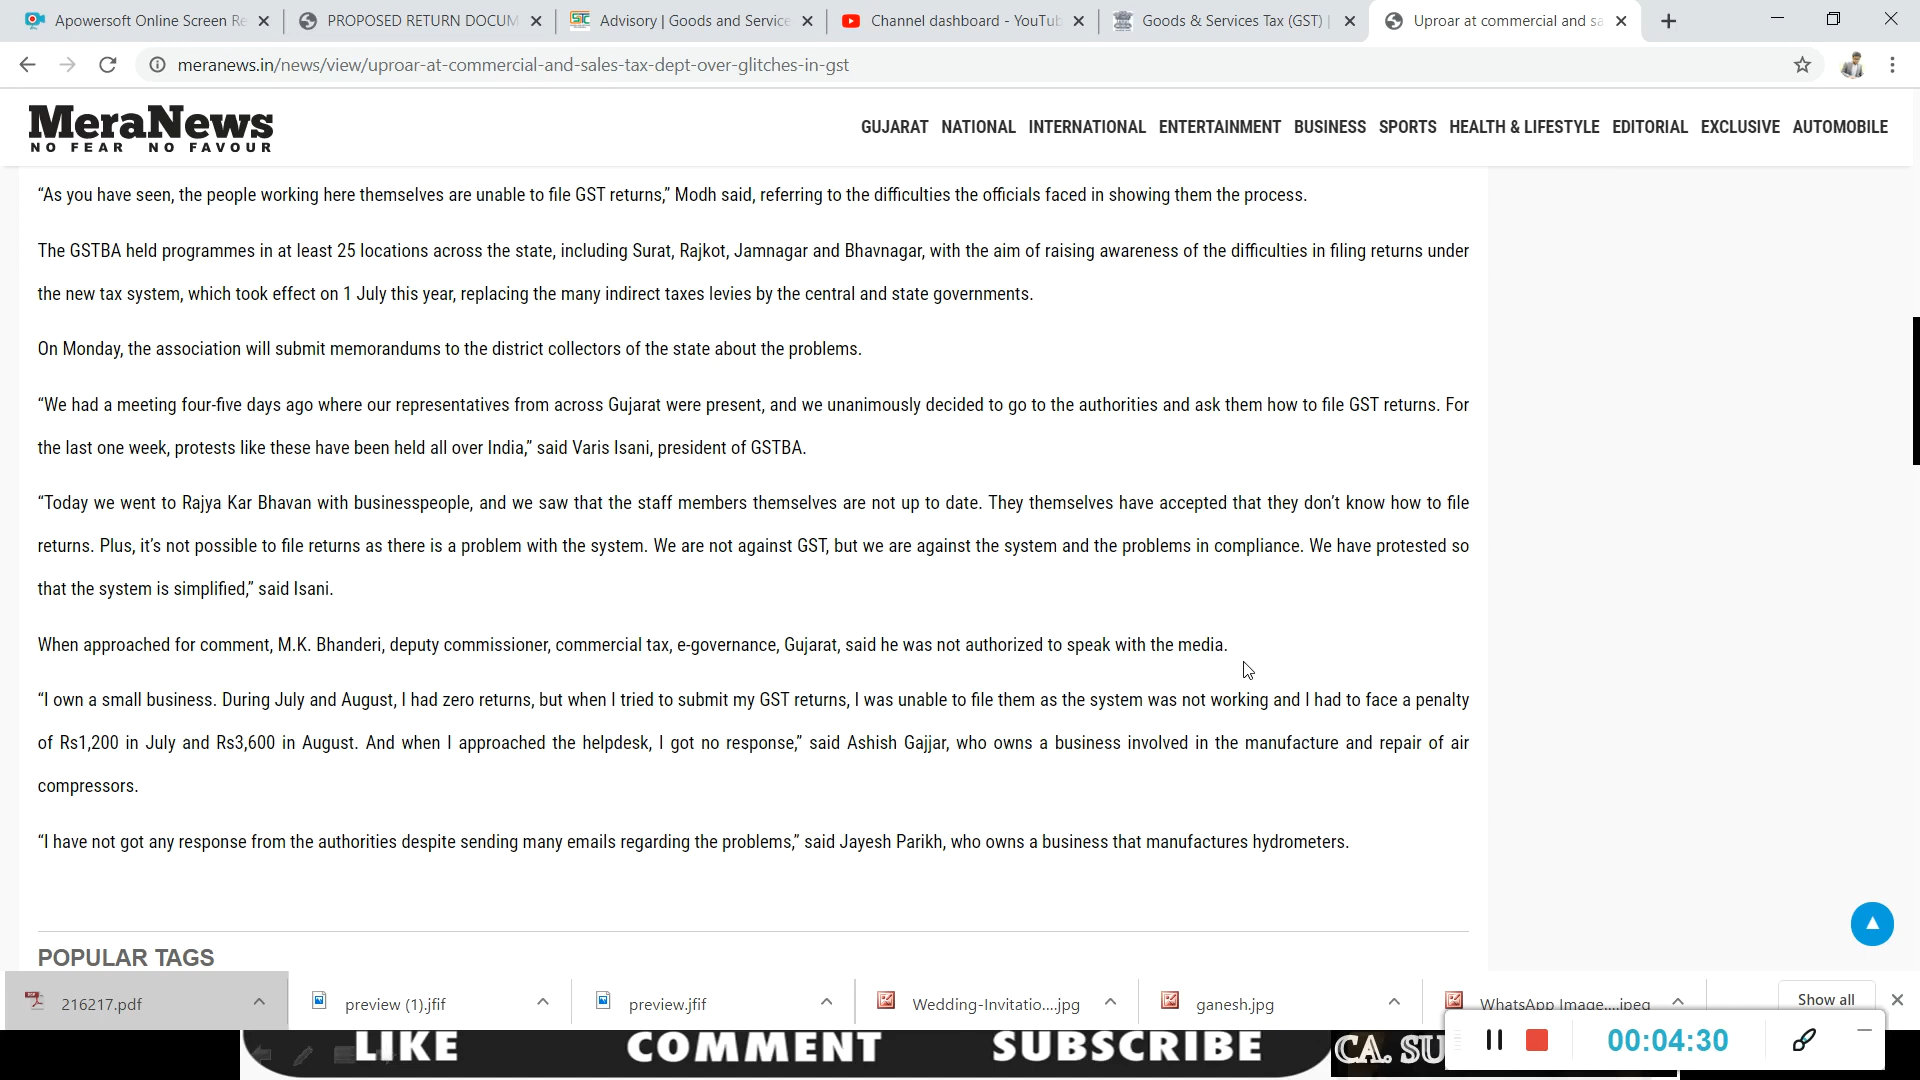 Apowersoft Online Screen Re
PROPOSED RETURN DOCUM
Advisory | Goods and Service
Channel dashboard - YouTub
Goods & Services Tax (GST) |
Uproar at commercial and sa
meranews.in/news/view/uproar-at-commercial-and-sales-tax-dept-over-glitches-in-gst
MeraNews
NO FEAR NO FAVOUR
GUJARAT NATIONAL INTERNATIONAL ENTERTAINMENT BUSINESS SPORTS HEALTH & LIFESTYLE EDITORIAL EXCLUSIVE AUTOMOBILE
“As you have seen, the people working here themselves are unable to file GST returns,” Modh said, referring to the difficulties the officials faced in showing them the process.
The GSTBA held programmes in at least 25 locations across the state, including Surat, Rajkot, Jamnagar and Bhavnagar, with the aim of raising awareness of the difficulties in filing returns under
the new tax system, which took effect on 1 July this year, replacing the many indirect taxes levies by the central and state governments.
On Monday, the association will submit memorandums to the district collectors of the state about the problems.
“We had a meeting four-five days ago where our representatives from across Gujarat were present, and we unanimously decided to go to the authorities and ask them how to file GST returns. For
the last one week, protests like these have been held all over India,” said Varis Isani, president of GSTBA.
“Today we went to Rajya Kar Bhavan with businesspeople, and we saw that the staff members themselves are not up to date. They themselves have accepted that they don’t know how to file
returns. Plus, it’s not possible to file returns as there is a problem with the system. We are not against GST, but we are against the system and the problems in compliance. We have protested so
that the system is simplified,” said Isani.
When approached for comment, M.K. Bhanderi, deputy commissioner, commercial tax, e-governance, Gujarat, said he was not authorized to speak with the media.
“I own a small business. During July and August, I had zero returns, but when I tried to submit my GST returns, I was unable to file them as the system was not working and I had to face a penalty
of Rs1,200 in July and Rs3,600 in August. And when I approached the helpdesk, I got no response,” said Ashish Gajjar, who owns a business involved in the manufacture and repair of air
compressors.
“I have not got any response from the authorities despite sending many emails regarding the problems,” said Jayesh Parikh, who owns a business that manufactures hydrometers.
POPULAR TAGS
216217.pdf
preview (1).jfif
preview.jfif
Wedding-Invitatio....jpg
ganesh.jpg
WhatsApp Image....jpeg
Show all
LIKE COMMENT SUBSCRIBE CA. SU
00:04:30